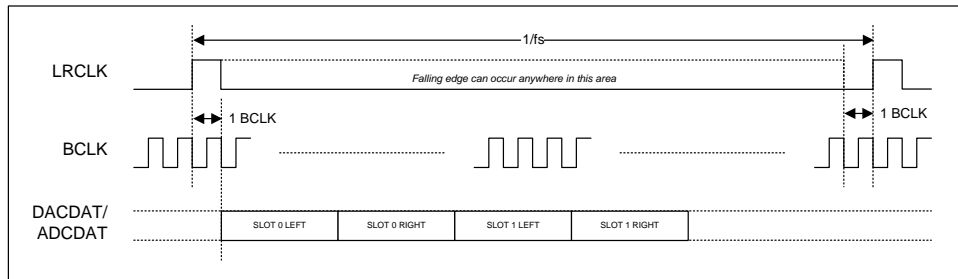 1/fs
LRCLK
Falling edge can occur anywhere in this area
1 BCLK
1 BCLK
BCLK
DACDAT/
ADCDAT
SLOT 0 LEFT
SLOT 0 RIGHT
SLOT 1 LEFT
SLOT 1 RIGHT